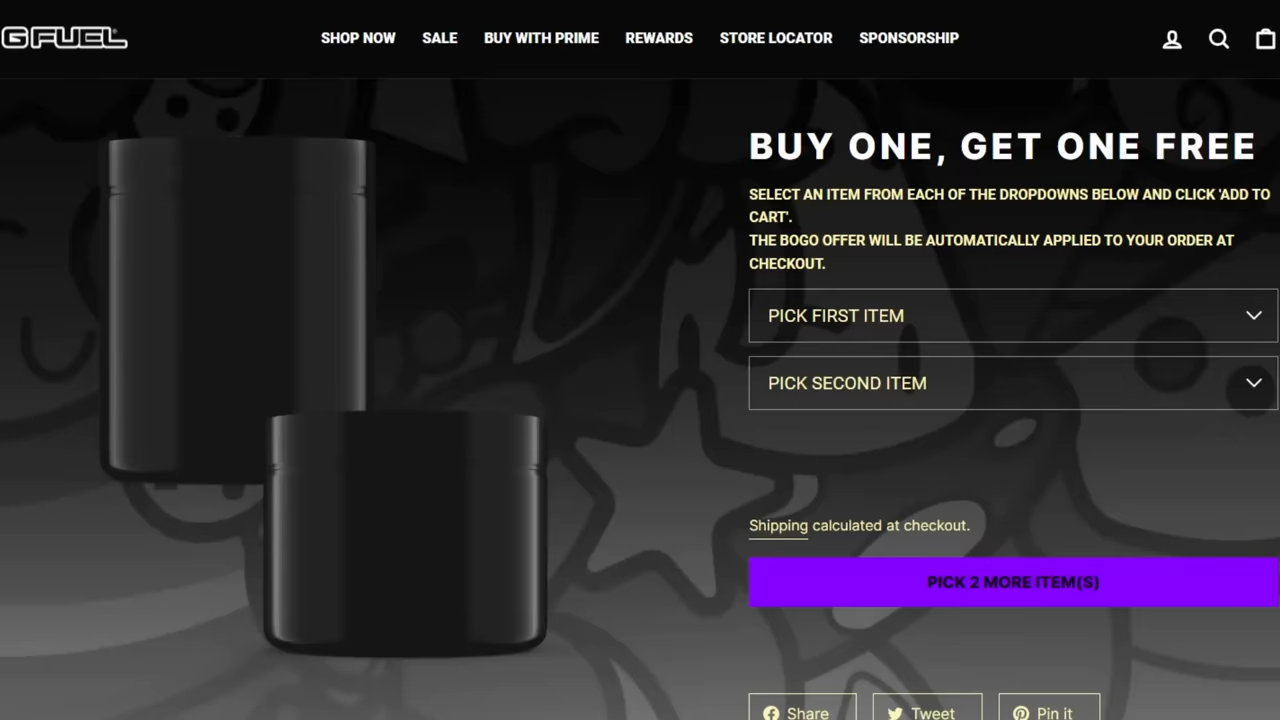 GFUEL
SHOP NOW
SALE
BUY WITH PRIME
REWARDS
STORE LOCATOR
SPONSORSHIP
BUY ONE, GET ONE FREE
SELECT AN ITEM FROM EACH OF THE DROPDOWNS BELOW AND CLICK 'ADD TO
CART'.
THE BOGO OFFER WILL BE AUTOMATICALLY APPLIED TO YOUR ORDER AT
CHECKOUT.
PICK FIRST ITEM
PICK SECOND ITEM
Shipping calculated at checkout.
PICK 2 MORE ITEM(S)
Share
Tweet
Pin it